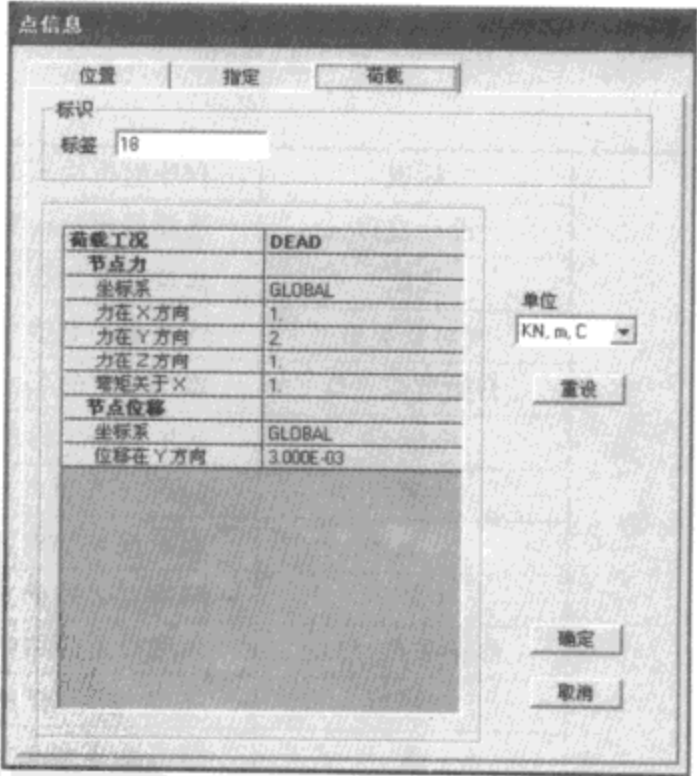 点信息
位置 指定 荷载
标识
标签 18
荷载工况 DEAD
节点力
坐标系 GLOBAL
力在X方向 1.
力在Y方向 2.
力在Z方向 1.
弯矩关于X 1.
节点位移
坐标系 GLOBAL
位移在Y方向 3.000E-03
单位
KN, m, C
重设
确定
取消